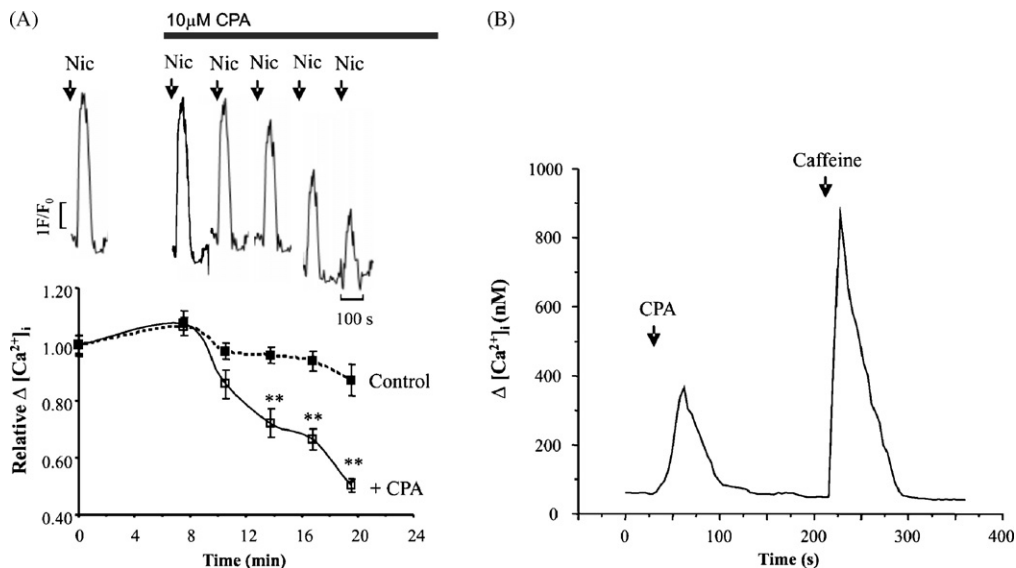 (A)
10μM CPA
Nic Nic Nic Nic Nic Nic
1F/F₀
100 s
1.20
1.00
0.80
0.60
0.40
Relative Δ [Ca²⁺]ᵢ
Control
** ** **
+ CPA
0 4 8 12 16 20 24
Time (min)
(B)
1000
800
600
400
200
0
Δ [Ca²⁺]ᵢ (nM)
CPA
Caffeine
0 100 200 300 400
Time (s)